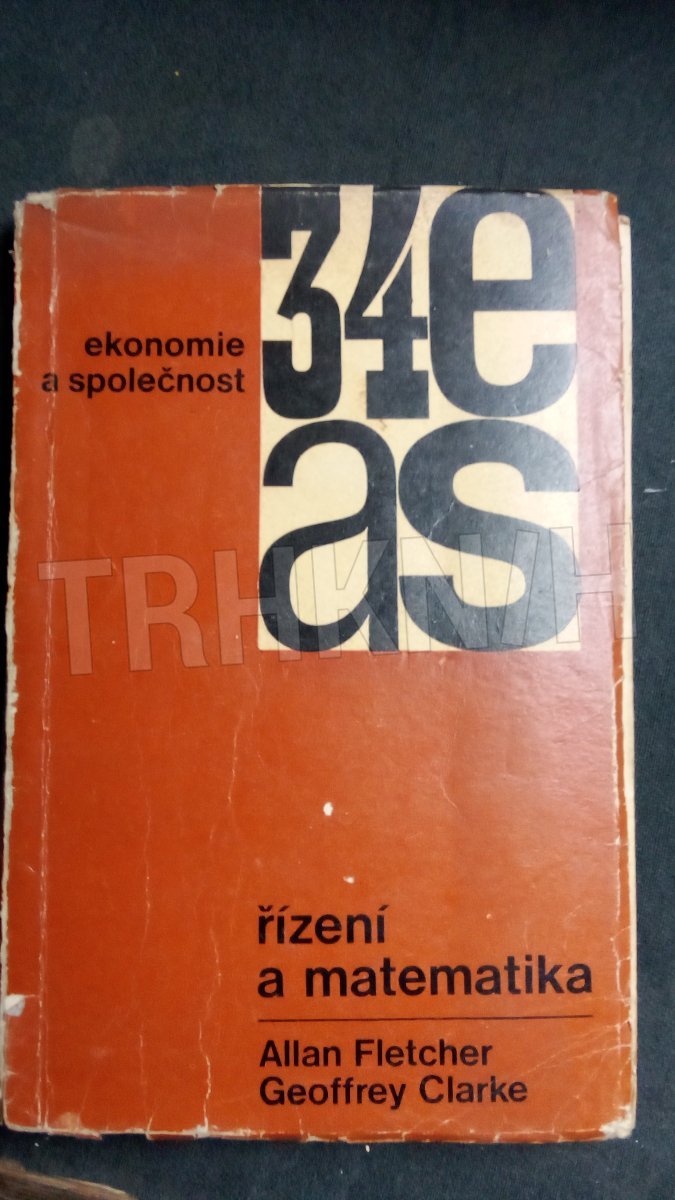 34e
as
ekonomie
a společnost
TRHKNIH
řízení
a matematika
Allan Fletcher
Geoffrey Clarke